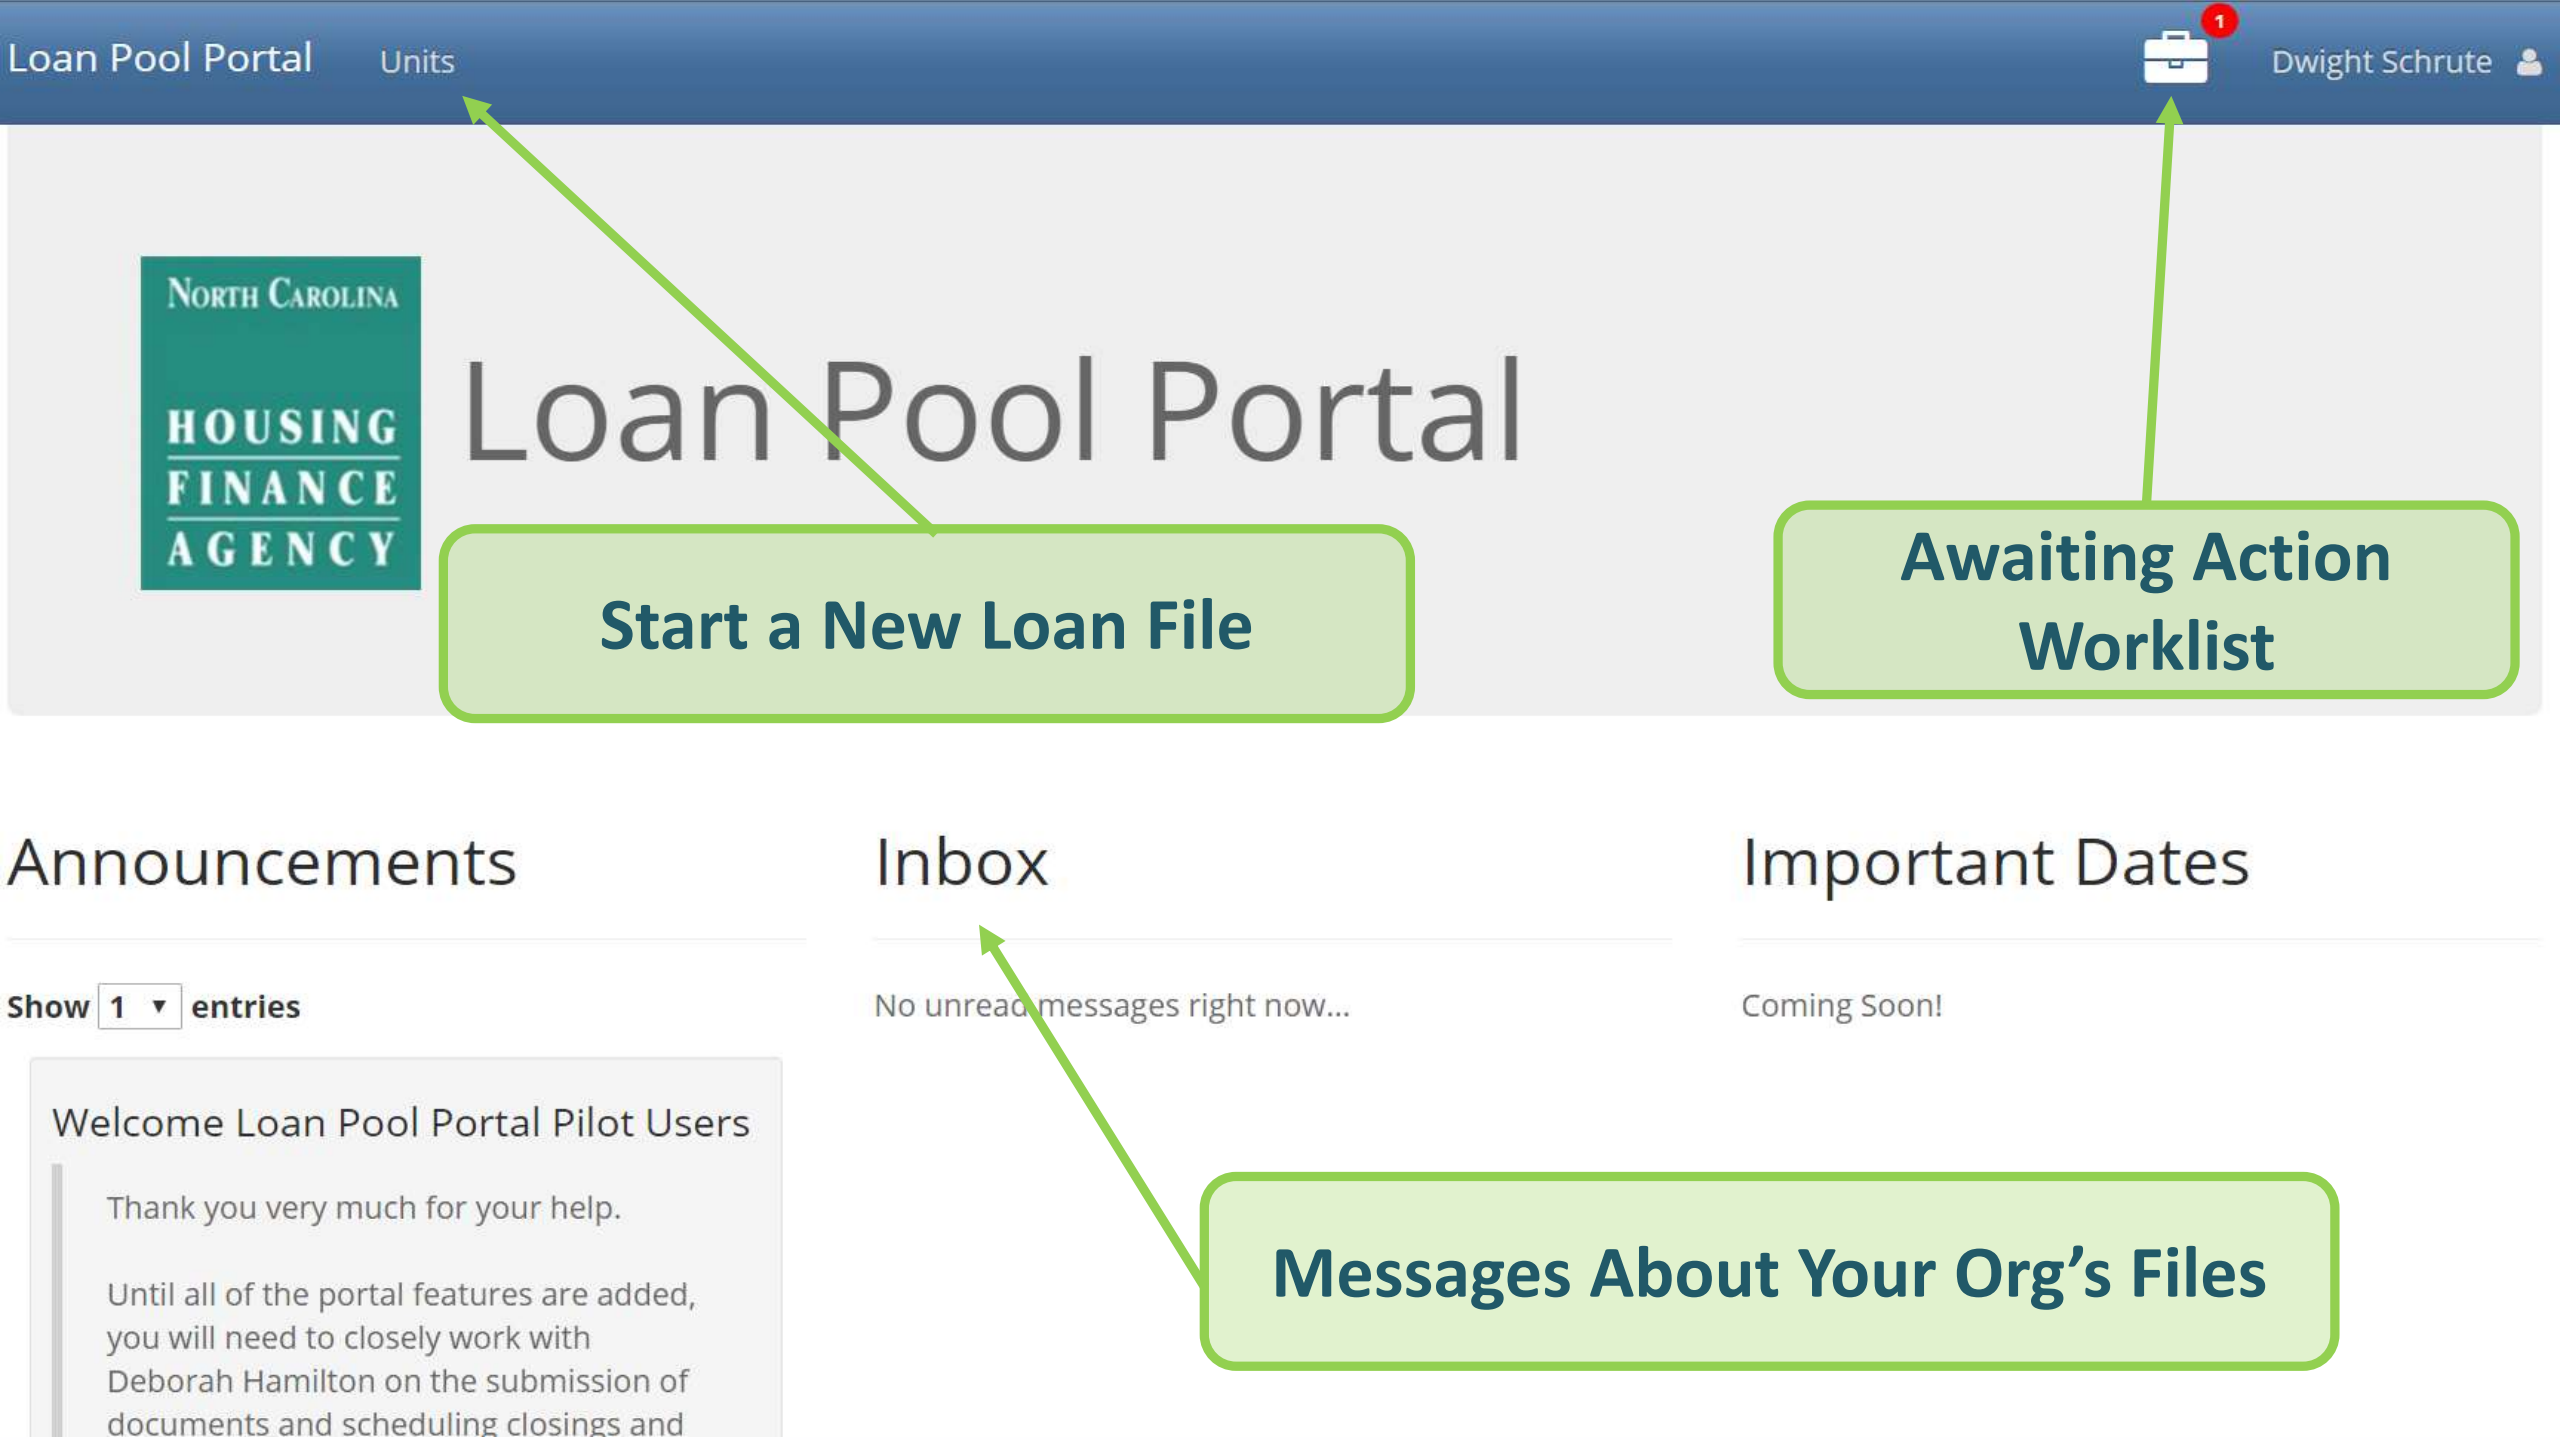 Loan Pool Portal Units 1 Dwight Schrute
NORTH CAROLINA
HOUSING
FINANCE
AGENCY
Loan Pool Portal
Start a New Loan File
Awaiting Action
Worklist
Announcements
Show 1 entries
Welcome Loan Pool Portal Pilot Users
Thank you very much for your help.
Until all of the portal features are added,
you will need to closely work with
Deborah Hamilton on the submission of
documents and scheduling closings and
Inbox
No unread messages right now...
Messages About Your Org’s Files
Important Dates
Coming Soon!